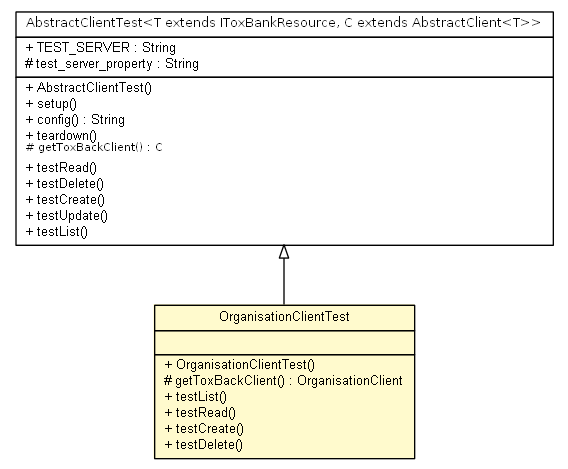 AbstractClientTest<T extends IToxBankResource, C extends AbstractClient<T>>
+ TEST_SERVER : String
# test_server_property : String
+ AbstractClientTest()
+ setup()
+ config() : String
+ teardown()
# getToxBackClient() : C
+ testRead()
+ testDelete()
+ testCreate()
+ testUpdate()
+ testList()
OrganisationClientTest
+ OrganisationClientTest()
# getToxBackClient() : OrganisationClient
+ testList()
+ testRead()
+ testCreate()
+ testDelete()